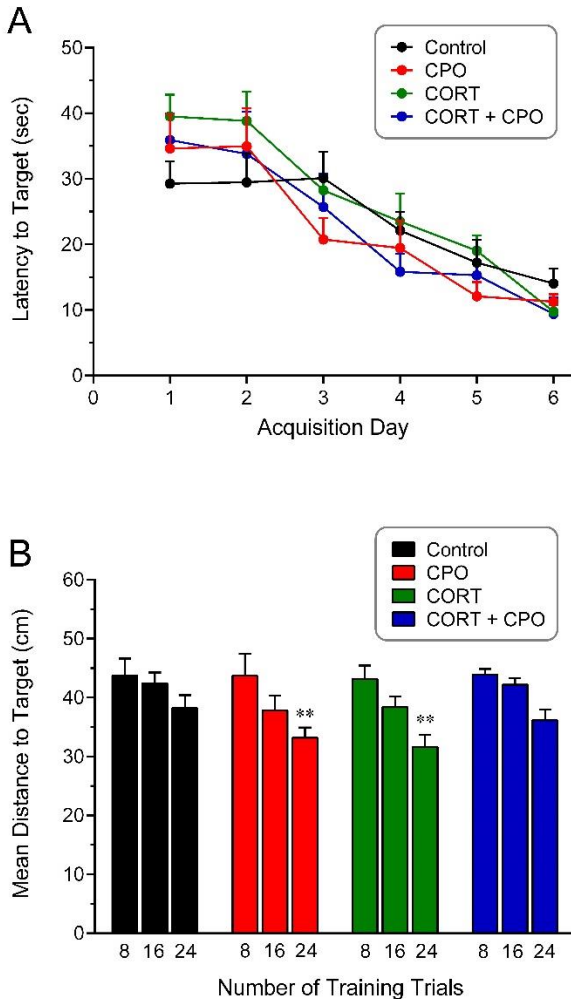 A
Control
CPO
CORT
CORT + CPO
Latency to Target (sec)
50
40
30
20
10
0
0 1 2 3 4 5 6
Acquisition Day
B
Control
CPO
CORT
CORT + CPO
Mean Distance to Target (cm)
60
50
40
30
20
10
0
** **
8 16 24 8 16 24 8 16 24 8 16 24
Number of Training Trials